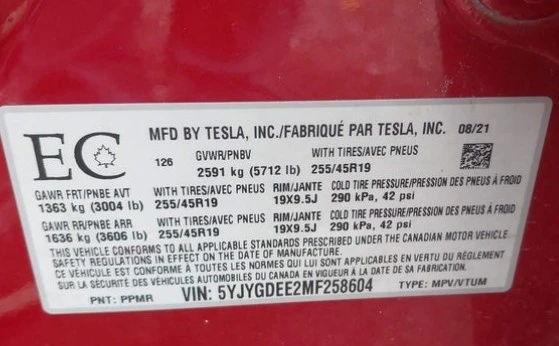 EC
MFD BY TESLA, INC./FABRIQUÉ PAR TESLA, INC. 08/21
126 GVWR/PNBV WITH TIRES/AVEC PNEUS
2591 kg (5712 lb) 255/45R19
GAWR FRT/PNBE AVT WITH TIRES/AVEC PNEUS RIM/JANTE COLD TIRE PRESSURE/PRESSION DES PNEUS À FROID
1363 kg (3004 lb) 255/45R19 19X9.5J 290 kPa, 42 psi
GAWR RR/PNBE ARR WITH TIRES/AVEC PNEUS RIM/JANTE COLD TIRE PRESSURE/PRESSION DES PNEUS À FROID
1636 kg (3606 lb) 255/45R19 19X9.5J 290 kPa, 42 psi
THIS VEHICLE CONFORMS TO ALL APPLICABLE STANDARDS PRESCRIBED UNDER THE CANADIAN MOTOR VEHICLE
SAFETY REGULATIONS IN EFFECT ON THE DATE OF MANUFACTURE.
CE VÉHICULE EST CONFORME À TOUTES LES NORMES QUI LUI SONT APPLICABLES EN VERTU DU RÈGLEMENT
SUR LA SÉCURITÉ DES VÉHICULES AUTOMOBILES DU CANADA EN VIGUEUR À LA DATE DE SA FABRICATION.
PNT: PPMR VIN: 5YJYGDEE2MF258604 TYPE: MPV/VTUM